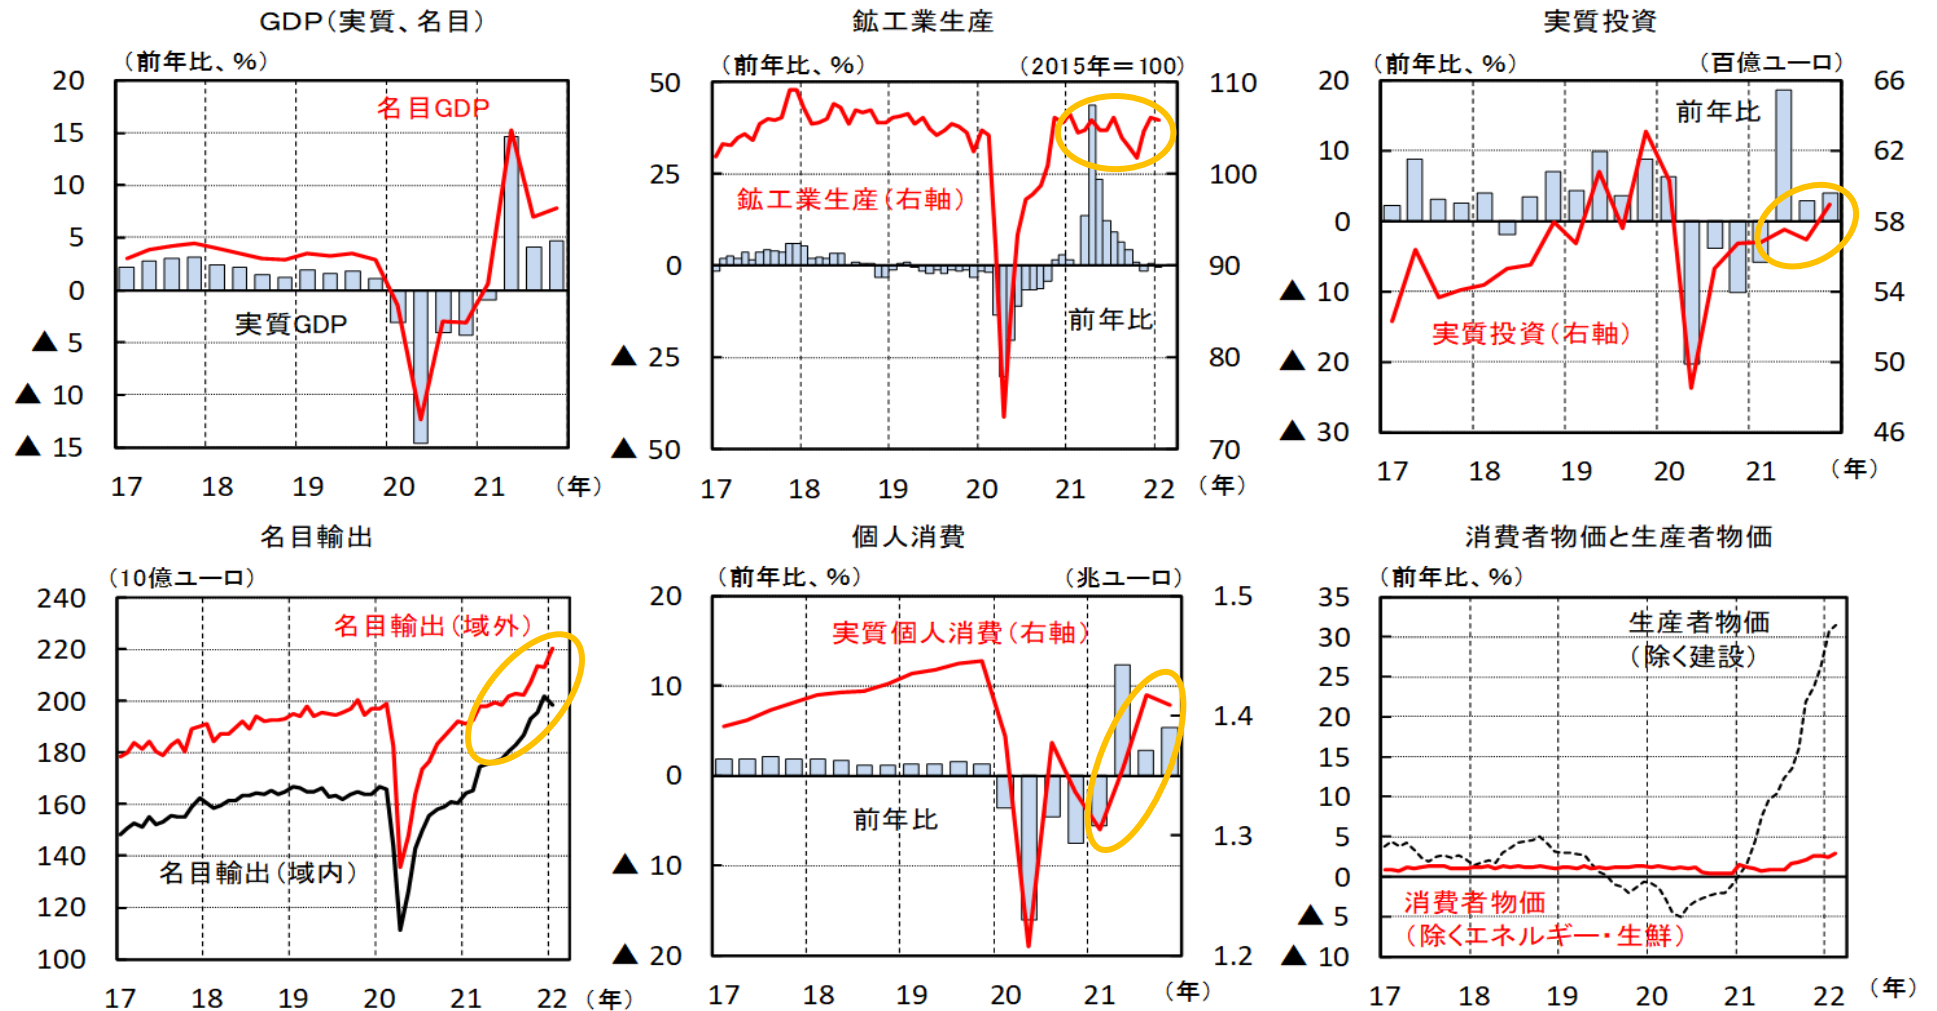 GDP（実質、名目）
（前年比、%）
20
15
10
5
0
▲ 5
▲ 10
▲ 15
名目GDP
実質GDP
17 18 19 20 21 （年）
鉱工業生産
（前年比、%） （2015年＝100）
50
25
0
▲ 25
▲ 50
110
100
90
80
70
鉱工業生産（右軸）
前年比
17 18 19 20 21 22 （年）
実質投資
（前年比、%） （百億ユーロ）
20
10
0
▲ 10
▲ 20
▲ 30
66
62
58
54
50
46
前年比
実質投資（右軸）
17 18 19 20 21 （年）
名目輸出
（10億ユーロ）
240
220
200
180
160
140
120
100
名目輸出（域外）
名目輸出（域内）
17 18 19 20 21 22 （年）
個人消費
（前年比、%） （兆ユーロ）
20
10
0
▲ 10
▲ 20
1.5
1.4
1.3
1.2
実質個人消費（右軸）
前年比
17 18 19 20 21 （年）
消費者物価と生産者物価
（前年比、%）
35
30
25
20
15
10
5
0
▲ 5
▲ 10
生産者物価
（除く建設）
消費者物価
（除くエネルギー・生鮮）
17 18 19 20 21 22 （年）